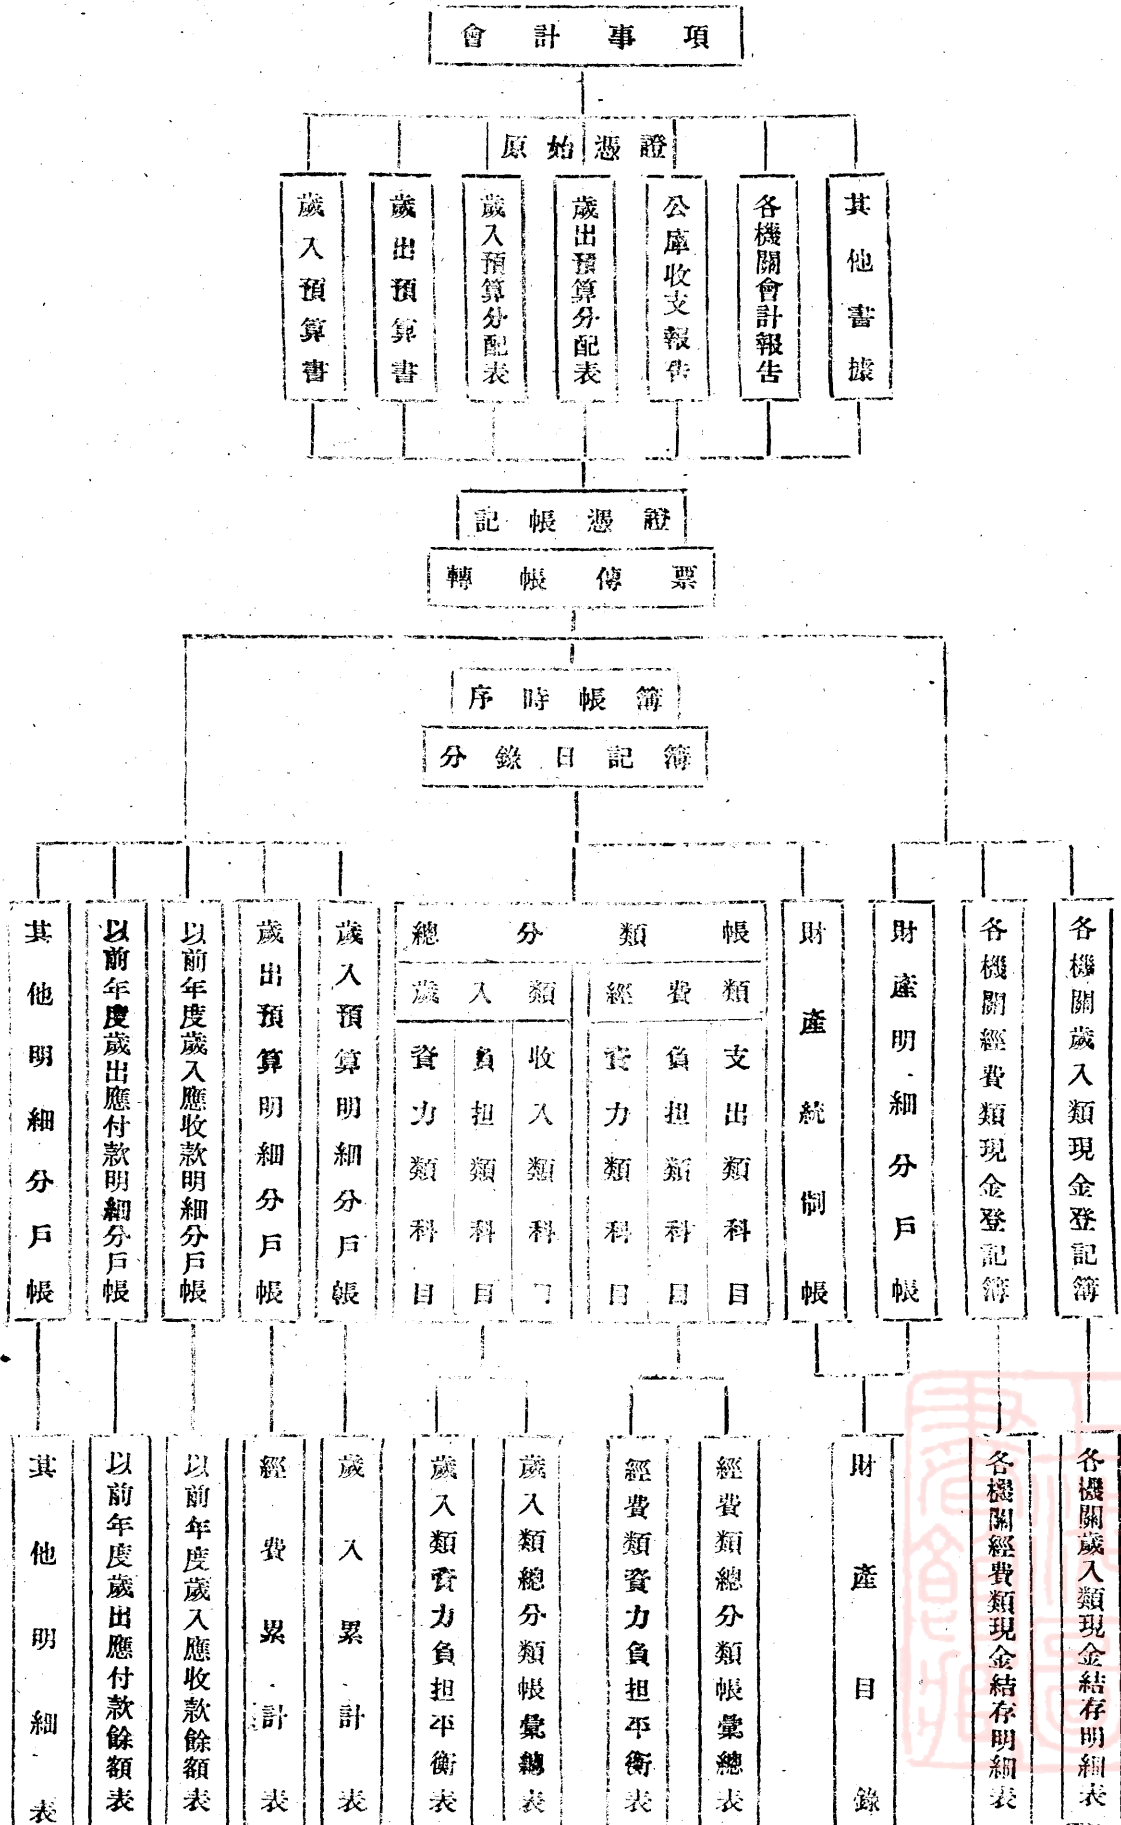 會計事項
原始憑證
歲入預算書
歲出預算書
歲入預算分配表
歲出預算分配表
公庫收支報告
各機關會計報告
其他書據
記帳憑證
轉帳傳票
序時帳簿
分錄日記簿
其他明細分戶帳
以前年度歲出應付款明細分戶帳
以前年度歲入應收款明細分戶帳
歲出預算明細分戶帳
歲入預算明細分戶帳
總分類帳
歲入類
經費類
資力類科目
負担類科目
收入類科
資力類科目
負担類科目
支出類科目
財產統制帳
財產明細分戶帳
各機關經費類現金登記簿
各機關歲入類現金登記簿
其他明細表
以前年度歲出應付款餘額表
以前年度歲入應收款餘額表
經費累計表
歲入累計表
歲入類資力負担平衡表
歲入類總分類帳彙總表
經費類資力負担平衡表
經費類總分類帳彙總表
財產目錄
各機關經費類現金結存明細表
各機關歲入類現金結存明細表